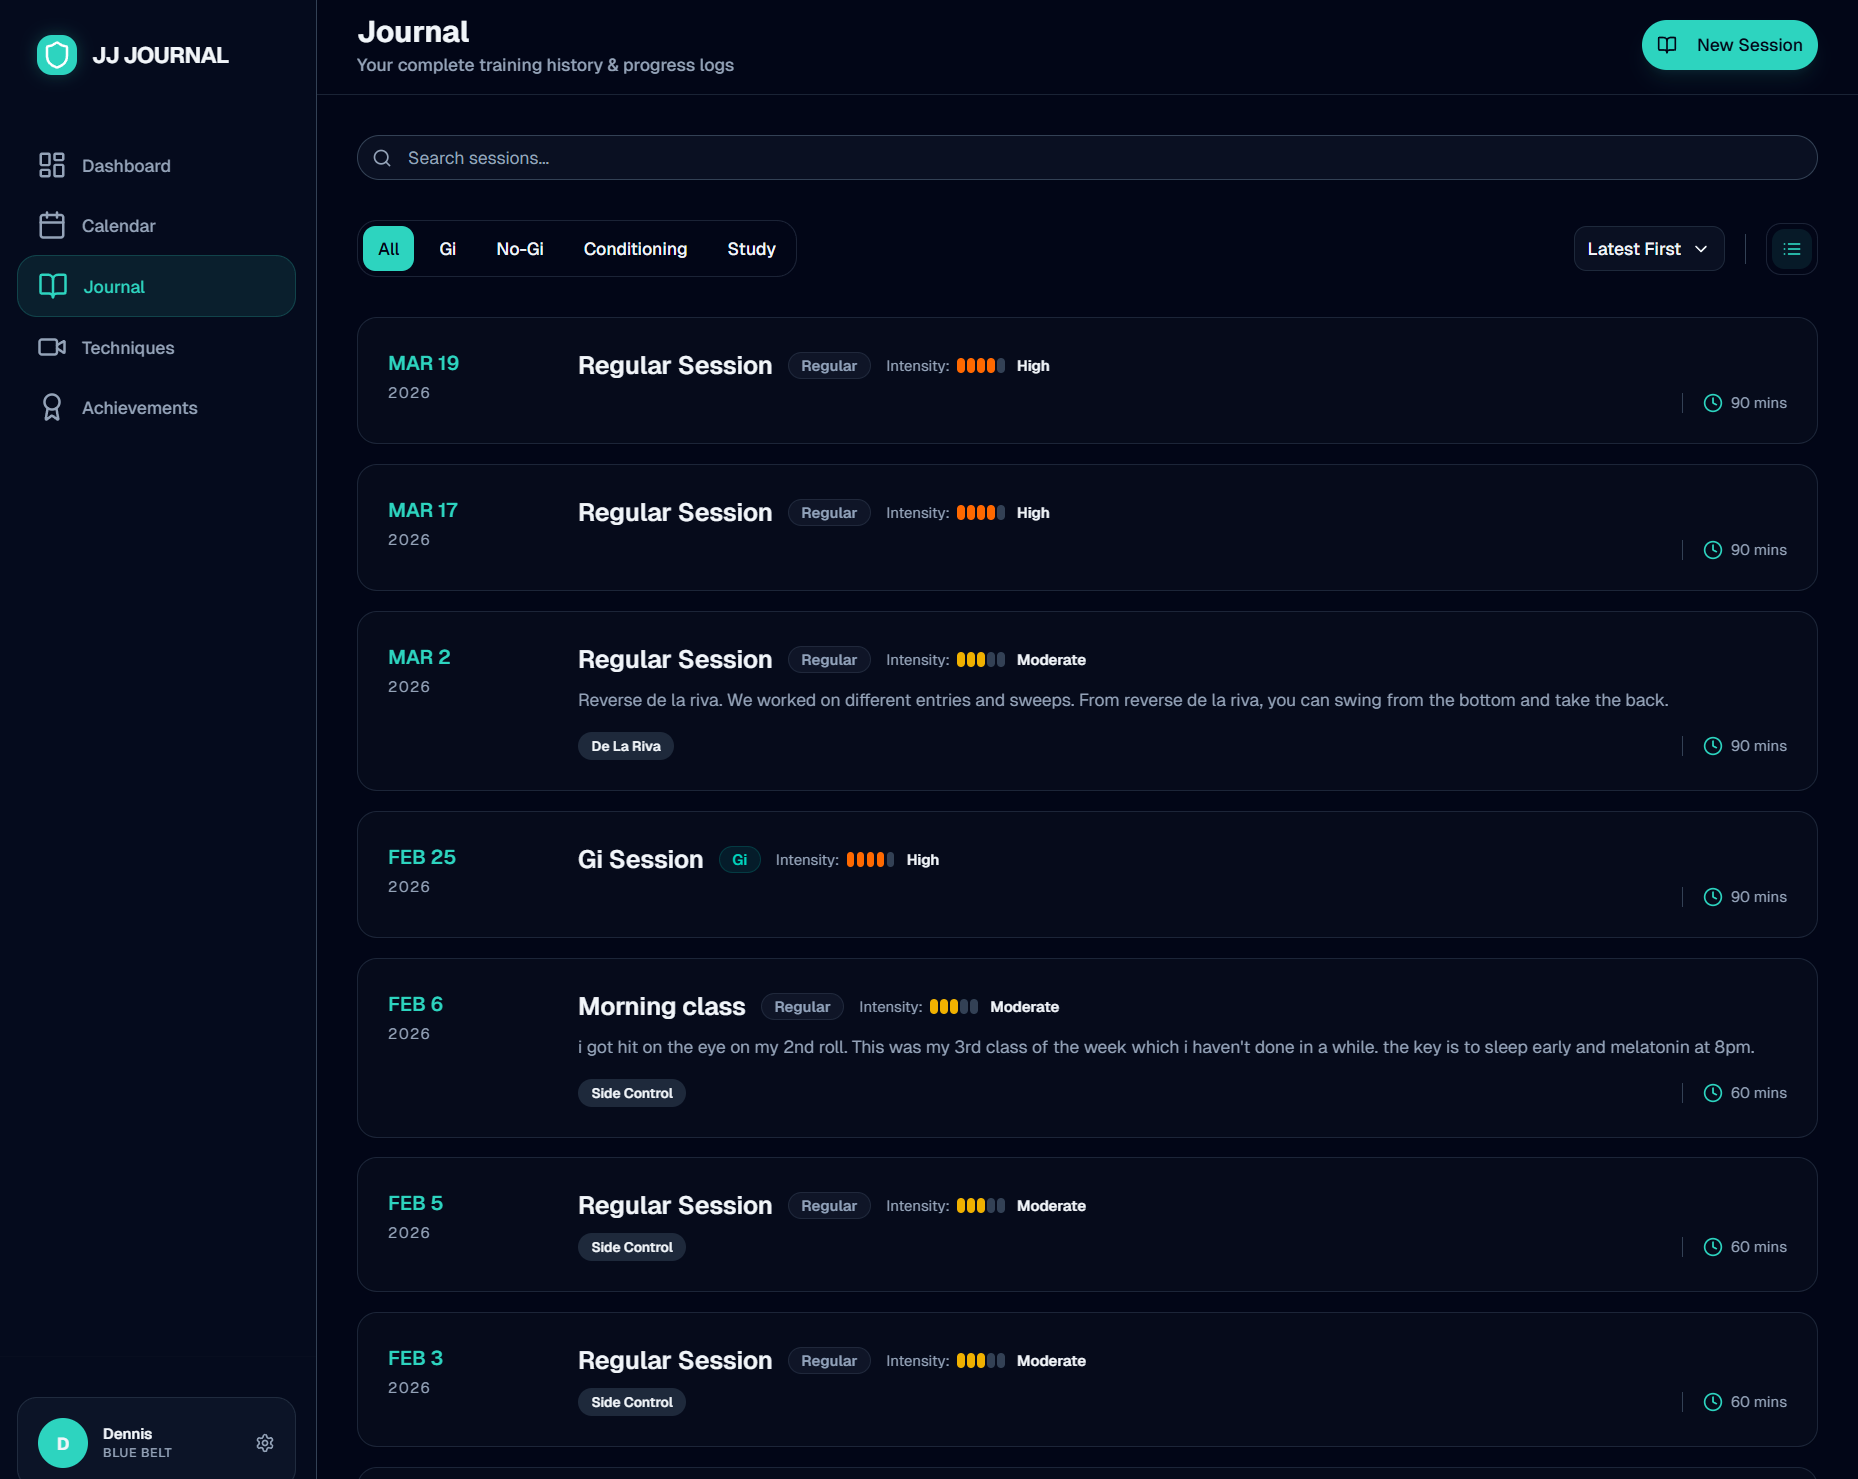 JJ JOURNAL
Dashboard
Calendar
Journal
Techniques
Achievements
D
Dennis
BLUE BELT
Journal
Your complete training history & progress logs
New Session
Search sessions...
All Gi No-Gi Conditioning Study
Latest First
MAR 19
2026
Regular Session Regular Intensity: High
90 mins
MAR 17
2026
Regular Session Regular Intensity: High
90 mins
MAR 2
2026
Regular Session Regular Intensity: Moderate
Reverse de la riva. We worked on different entries and sweeps. From reverse de la riva, you can swing from the bottom and take the back.
De La Riva
90 mins
FEB 25
2026
Gi Session Gi Intensity: High
90 mins
FEB 6
2026
Morning class Regular Intensity: Moderate
i got hit on the eye on my 2nd roll. This was my 3rd class of the week which i haven't done in a while. the key is to sleep early and melatonin at 8pm.
Side Control
60 mins
FEB 5
2026
Regular Session Regular Intensity: Moderate
Side Control
60 mins
FEB 3
2026
Regular Session Regular Intensity: Moderate
Side Control
60 mins